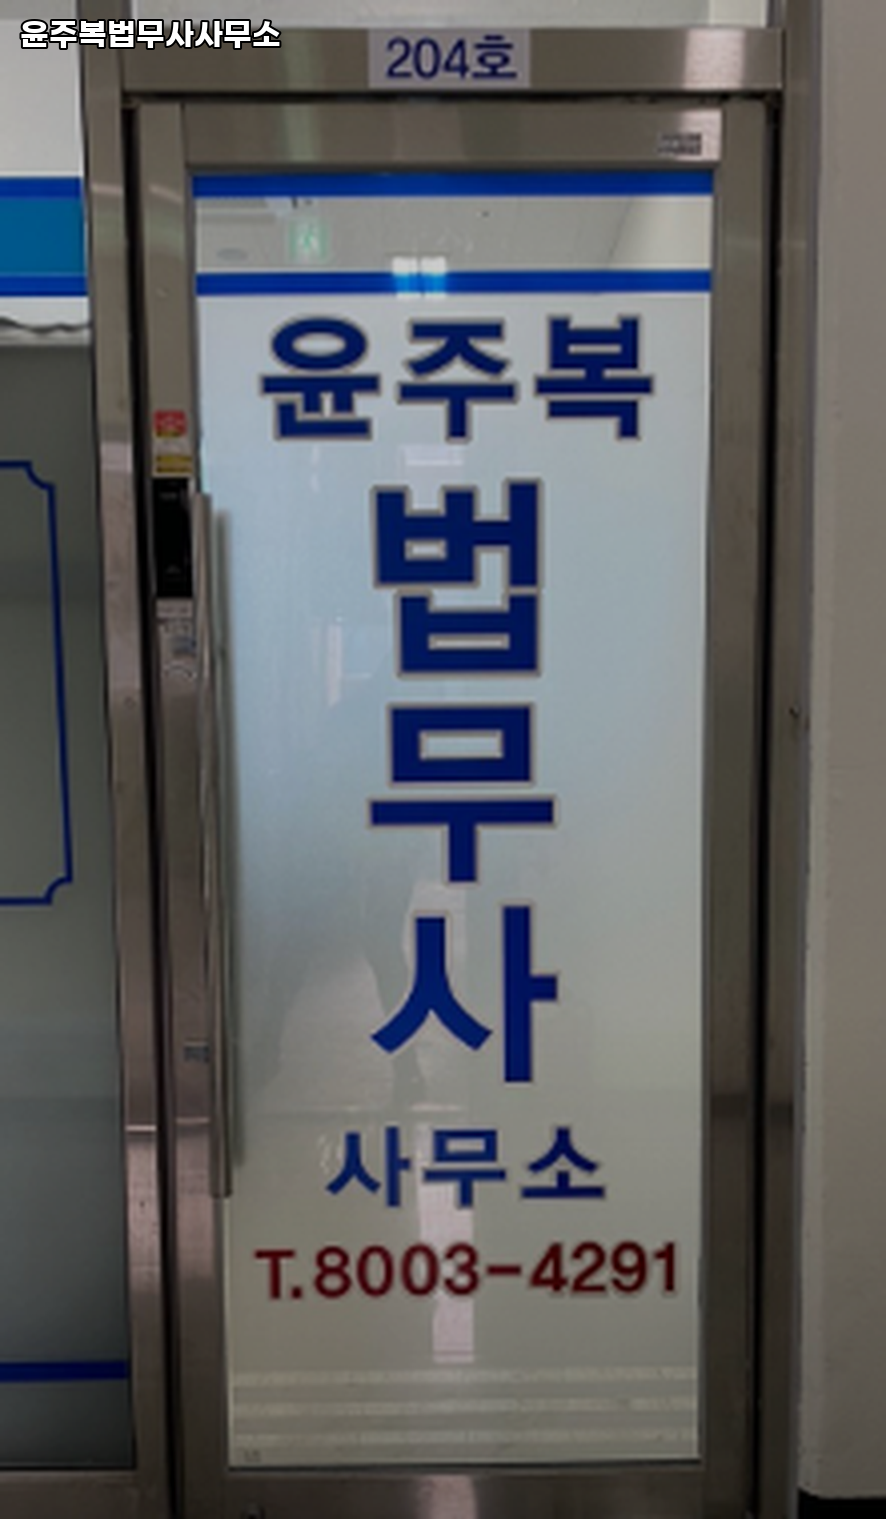 윤주복법무사사무소
204호
윤주복
법
무
사
사무소
T.8003-4291